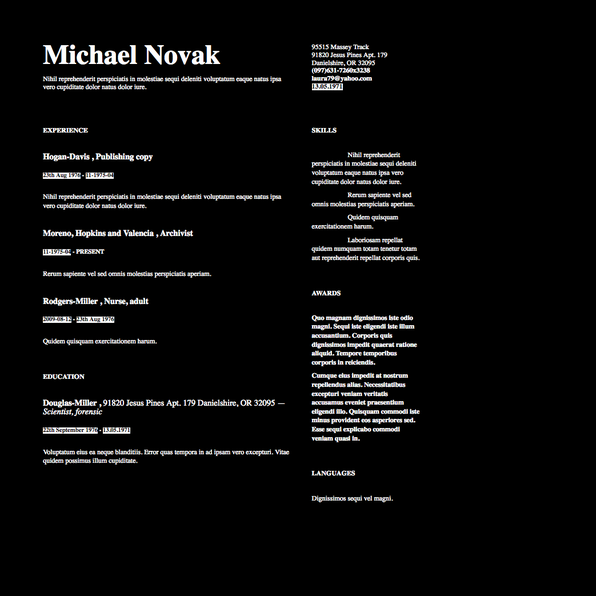 Michael Novak
Nihil reprehenderit perspiciatis in molestiae sequi deleniti voluptatum eaque natus ipsa
vero cupiditate dolor natus dolor iure.
95515 Massey Track
91820 Jesus Pines Apt. 179
Danielshire, OR 32095
(097)631-7260x3238
laura79@yahoo.com
13.05.1971
EXPERIENCE
Hogan-Davis , Publishing copy
25th Aug 1976 - 11-1975-04
Nihil reprehenderit perspiciatis in molestiae sequi deleniti voluptatum eaque natus ipsa
vero cupiditate dolor natus dolor iure.
Moreno, Hopkins and Valencia , Archivist
11-1975-04 - PRESENT
Rerum sapiente vel sed omnis molestias perspiciatis aperiam.
Rodgers-Miller , Nurse, adult
2009-08-12 - 28th Aug 1976
Quidem quisquam exercitationem harum.
EDUCATION
Douglas-Miller , 91820 Jesus Pines Apt. 179 Danielshire, OR 32095 —
Scientist, forensic
22th September 1976 - 13.05.1971
Voluptatum eius ea neque blanditiis. Error quas tempora in ad ipsam vero excepturi. Vitae
quidem possimus illum cupiditate.
SKILLS
Nihil reprehenderit
perspiciatis in molestiae sequi deleniti
voluptatum eaque natus ipsa vero
cupiditate dolor natus dolor iure.
Rerum sapiente vel sed
omnis molestias perspiciatis aperiam.
Quidem quisquam
exercitationem harum.
Laboriosam repellat
quidem numquam totam tenetur totam
aut reprehenderit repellat corporis quis.
AWARDS
Quo magnam dignissimos iste odio
magni. Sequi iste eligendi iste illum
accusantium. Corporis quis
dignissimos impedit quaerat ratione
aliquid. Tempore temporibus
corporis in reiciendis.
Cumque eius impedit at nostrum
repellendus alias. Necessitatibus
excepturi veniam veritatis
accusamus eveniet praesentium
eligendi illo. Quisquam commodi iste
minus provident eos asperiores sed.
Esse sequi explicabo commodi
veniam quasi in.
LANGUAGES
Dignissimos sequi vel magni.